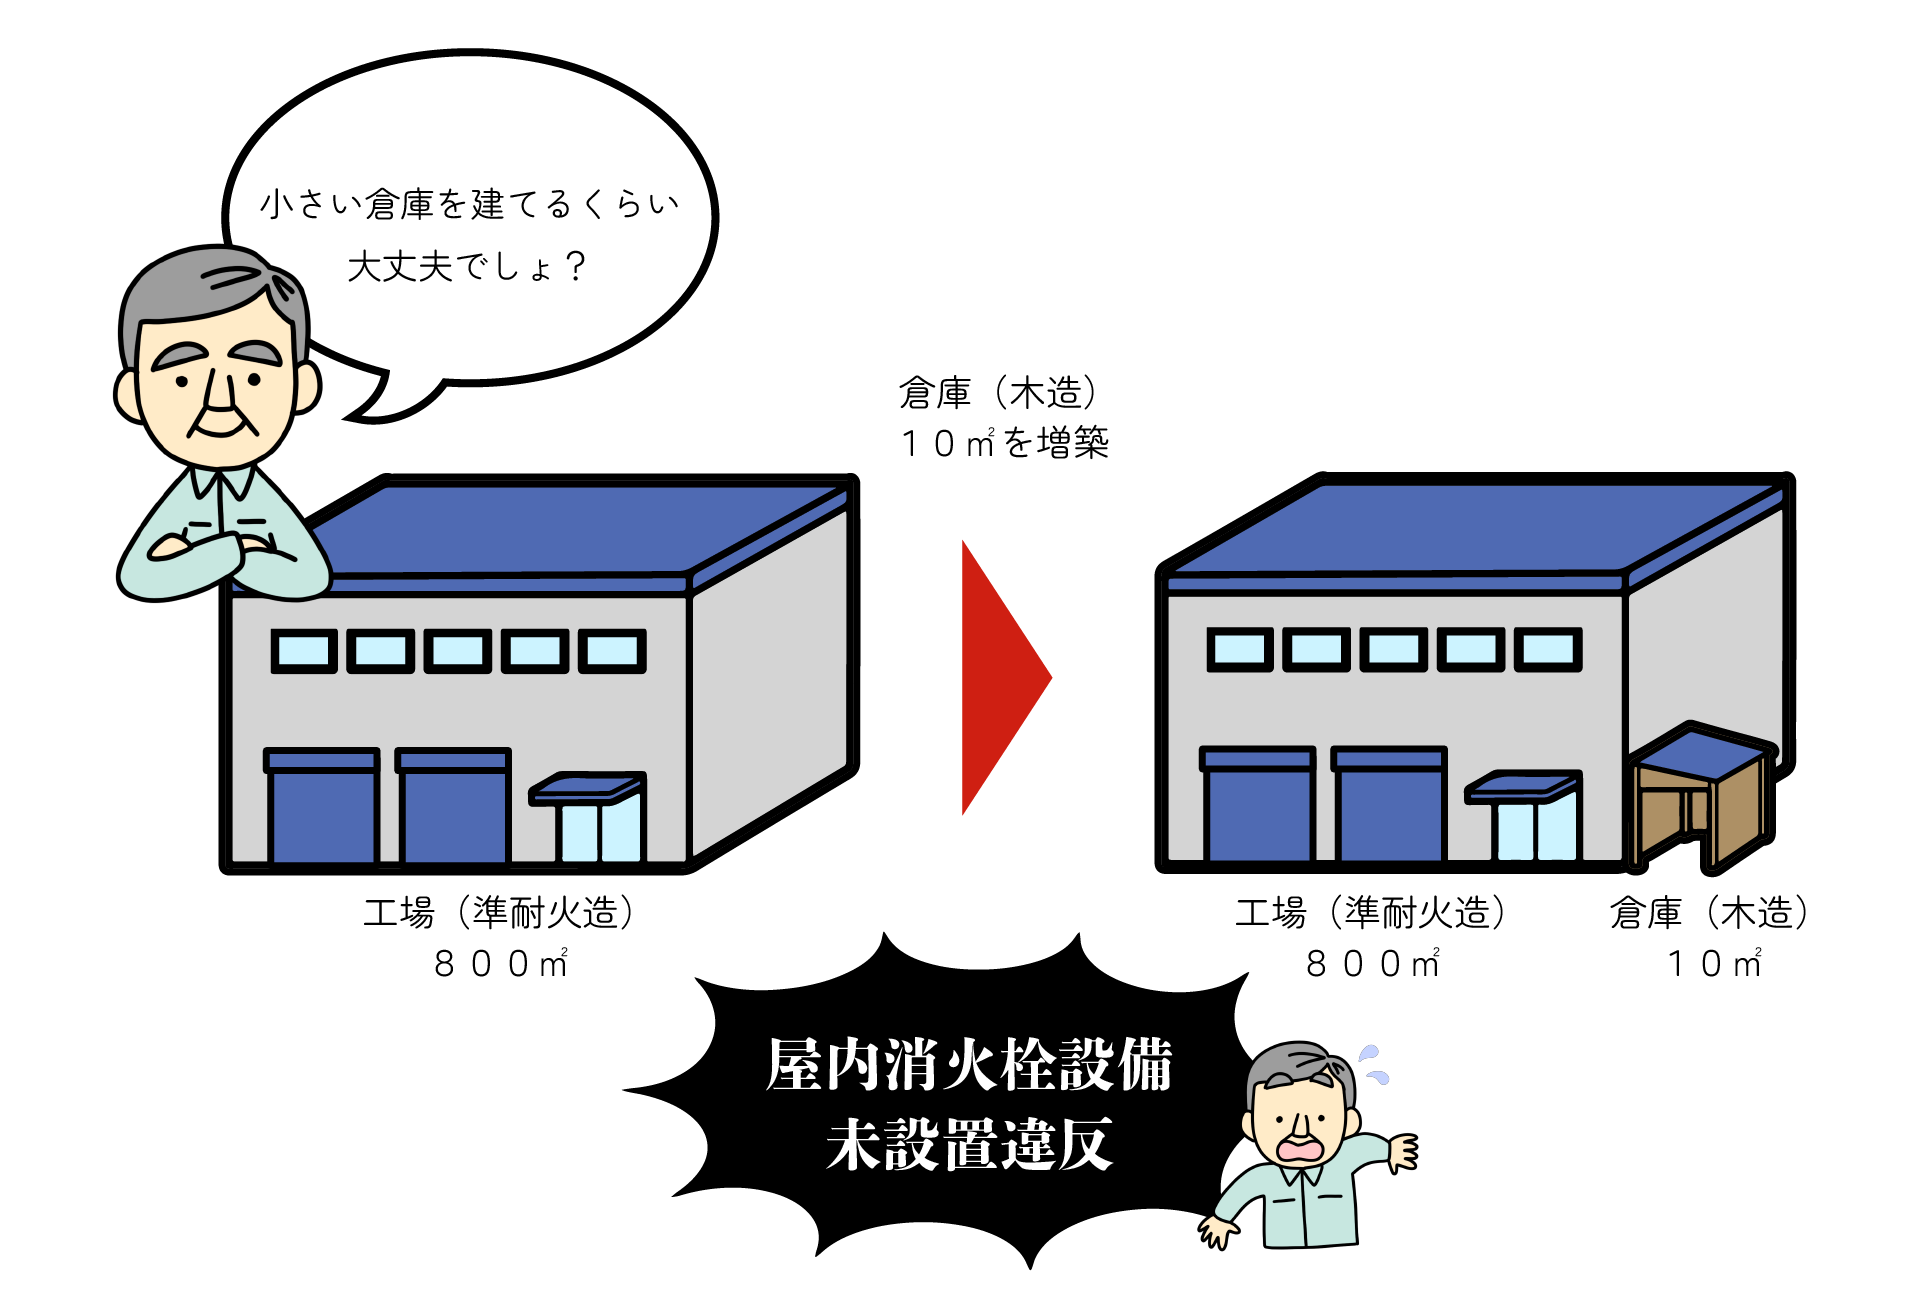 小さい倉庫を建てるくらい
大丈夫でしょ？
倉庫（木造）
１０㎡を増築
工場（準耐火造）
８００㎡
工場（準耐火造）
８００㎡
倉庫（木造）
１０㎡
屋内消火栓設備
未設置違反